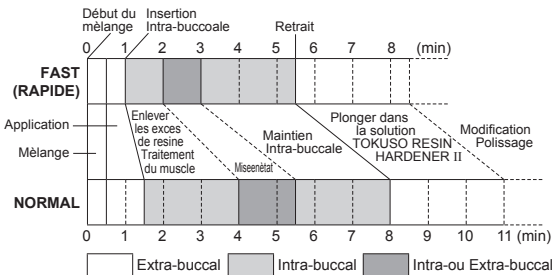 Début du
mèlange
Insertion
Intra-buccoale
Retrait
0 1 2 3 4 5 6 7 8 (min)
FAST
(RAPIDE)
Application
Mèlange
Enlever
les exces
de resine
Traitement
du muscle
Miseenètat
Maintien
Intra-buccale
Plonger dans
la solution
TOKUSO RESIN
HARDENER II
Modification
Polissage
NORMAL
0 1 2 3 4 5 6 7 8 9 10 11 (min)
Extra-buccal Intra-buccal Intra-ou Extra-buccal